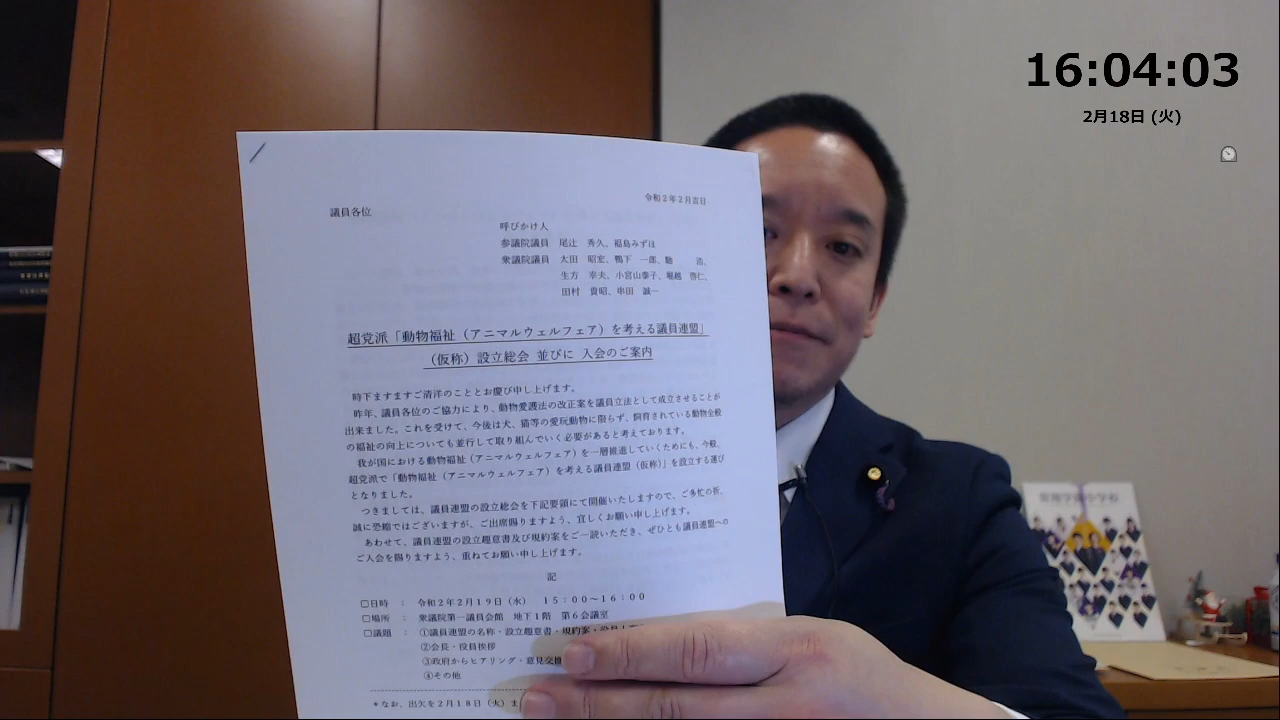 16:04:03
2月18日 (火)
令和2年2月吉日
議員各位
呼びかけ人
参議院議員 尾辻 秀久、福島みずほ
衆議院議員 太田 昭宏、鴨下 一郎、馳 浩、
生方 幸夫、小宮山泰子、堀越 啓仁、
田村 貴昭、串田 誠一
超党派「動物福祉（アニマルウェルフェア）を考える議員連盟」
（仮称）設立総会 並びに 入会のご案内
時下ますますご清洋のこととお慶び申し上げます。
昨年、議員各位のご協力により、動物愛護法の改正案を議員立法として成立させることが
出来ました。これを受けて、今後は犬、猫等の愛玩動物に限らず、飼育されている動物全般
の福祉の向上についても並行して取り組んでいく必要があると考えております。
我が国における動物福祉（アニマルウェルフェア）を一層推進していくためにも、今般、
超党派で「動物福祉（アニマルウェルフェア）を考える議員連盟（仮称）」を設立する運び
となりました。
つきましては、議員連盟の設立総会を下記要領にて開催いたしますので、ご多忙の折、
誠に恐縮ではございますが、ご出席賜りますよう、宜しくお願い申し上げます。
あわせて、議員連盟の設立趣意書及び規約案をご一読いただき、ぜひとも議員連盟への
ご入会を賜りますよう、重ねてお願い申し上げます。
記
□日時 ： 令和2年2月19日（水） 15：00～16：00
□場所 ： 衆議院第一議員会館 地下1階 第6会議室
□議題 ： ①議員連盟の名称・設立趣意書・規約案・役員
②会長・役員挨拶
③政府からヒアリング・意見交換
④その他
＊なお、出欠を2月18日（火）ま